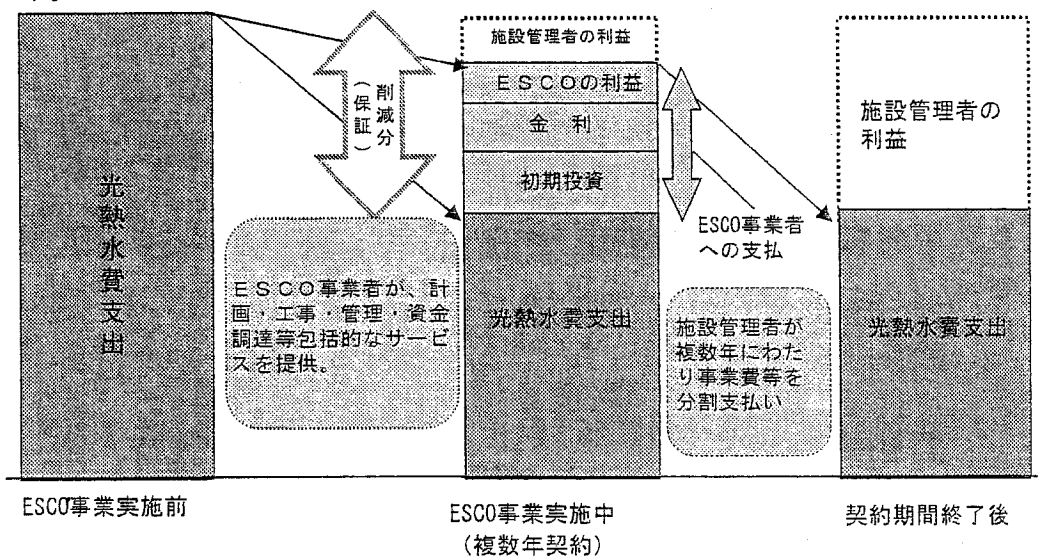 光熱水費支出
削減分
（保証）
施設管理者の利益
ＥＳＣＯの利益
金　利
初期投資
光熱水費支出
ＥＳＣＯ事業者が、計
画・工事・管理・資金
調達等包括的なサービ
スを提供。
ESCO事業者
への支払
施設管理者が
複数年にわた
り事業費等を
分割支払い
施設管理者の
利益
光熱水費支出
ESCO事業実施前
ESCO事業実施中
（複数年契約）
契約期間終了後